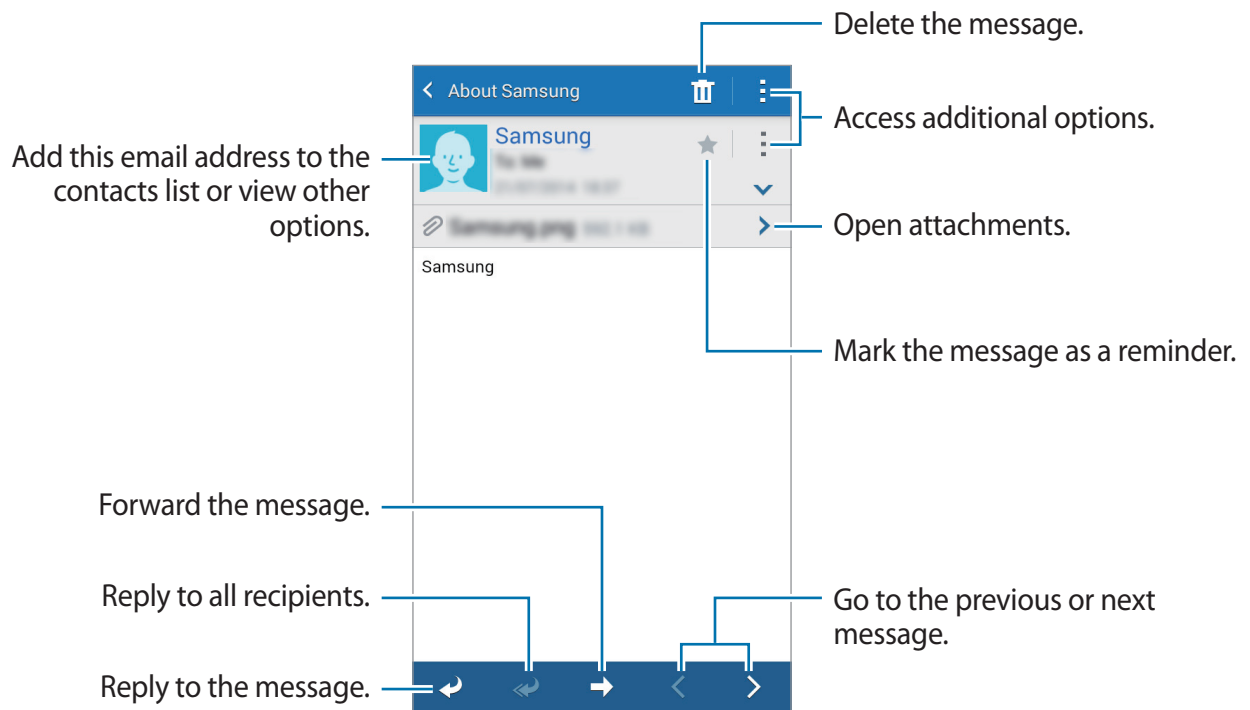 Delete the message.
About Samsung
Access additional options.
Samsung
Add this email address to the
contacts list or view other
options.
Open attachments.
Samsung
Mark the message as a reminder.
Forward the message.
Reply to all recipients.
Go to the previous or next
message.
Reply to the message.